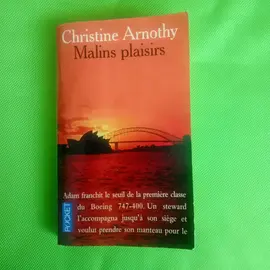 Christine Arnothy
Malins plaisirs
POCKET
Adam franchit le seuil de la première classe
du Boeing 747-400. Un steward
l'accompagna jusqu'à son siège et
voulut prendre son manteau pour le